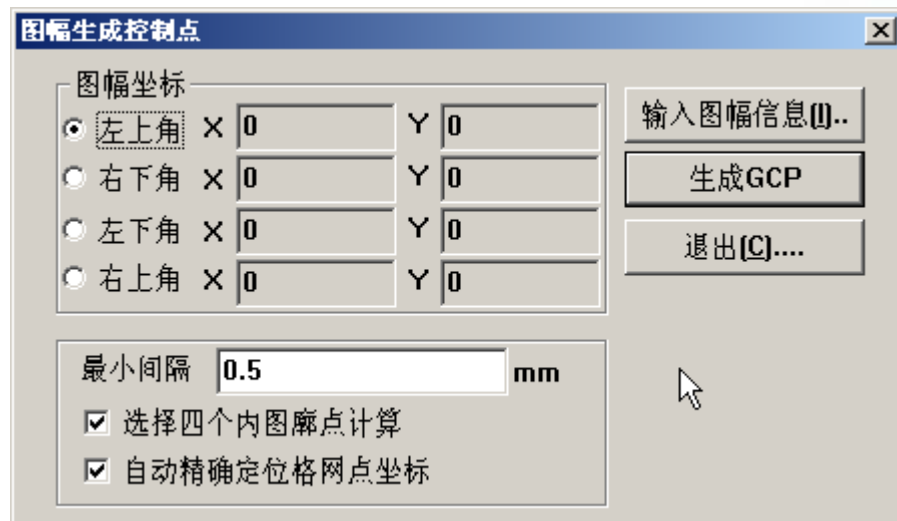 图幅生成控制点
图幅坐标
左上角 X 0 Y 0
右下角 X 0 Y 0
左下角 X 0 Y 0
右上角 X 0 Y 0
输入图幅信息(I)..
生成GCP
退出(C)....
最小间隔 0.5 mm
选择四个内图廓点计算
自动精确定位格网点坐标